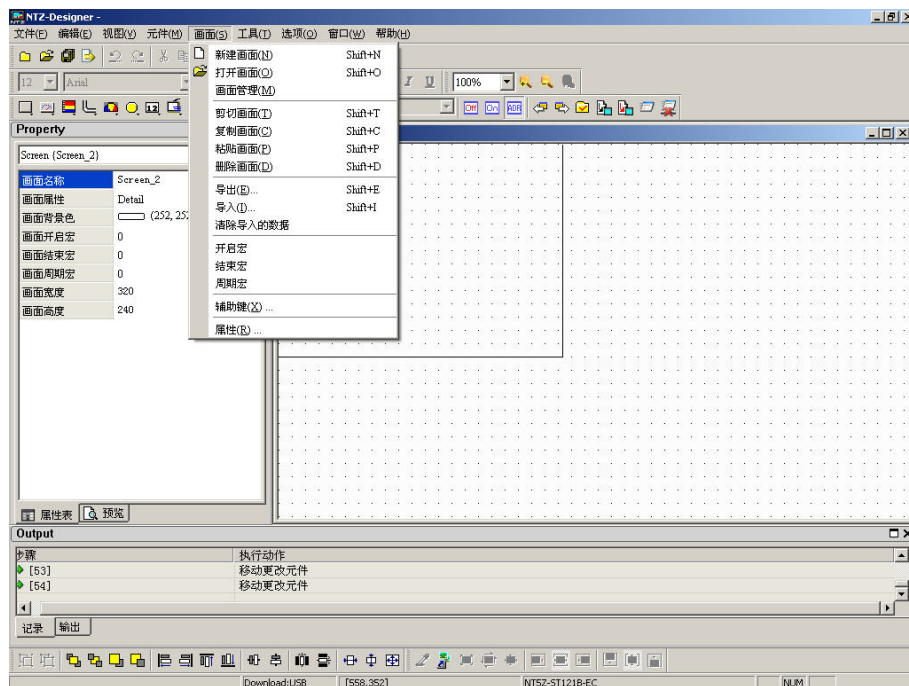 NTZ-Designer -
文件(F) 编辑(E) 视图(V) 元件(M) 画面(S) 工具(T) 选项(O) 窗口(W) 帮助(H)
新建画面(N) Shift+N
打开画面(O) Shift+O
画面管理(M)
剪切画面(T) Shift+T
复制画面(C) Shift+C
粘贴画面(P) Shift+P
删除画面(D) Shift+D
导出(E)... Shift+E
导入(I)... Shift+I
清除导入的数据
开启宏
结束宏
周期宏
辅助键(X) ...
属性(R) ...
12 Arial I U 100%
Off On ADR
Property
Screen {Screen_2}
画面名称 Screen_2
画面属性 Detail
画面背景色 (252, 252
画面开启宏 0
画面结束宏 0
画面周期宏 0
画面宽度 320
画面高度 240
属性表 预览
Output
步骤 执行动作
[53] 移动更改元件
[54] 移动更改元件
记录 输出
Download:USB [558,352] NT5Z-ST121B-EC NUM